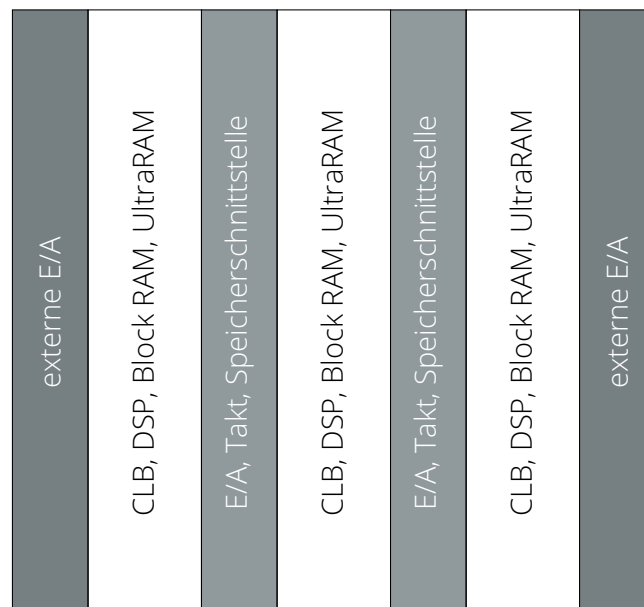 externe E/A
CLB, DSP, Block RAM, UltraRAM
E/A, Takt, Speicherschnittstelle
CLB, DSP, Block RAM, UltraRAM
E/A, Takt, Speicherschnittstelle
CLB, DSP, Block RAM, UltraRAM
externe E/A